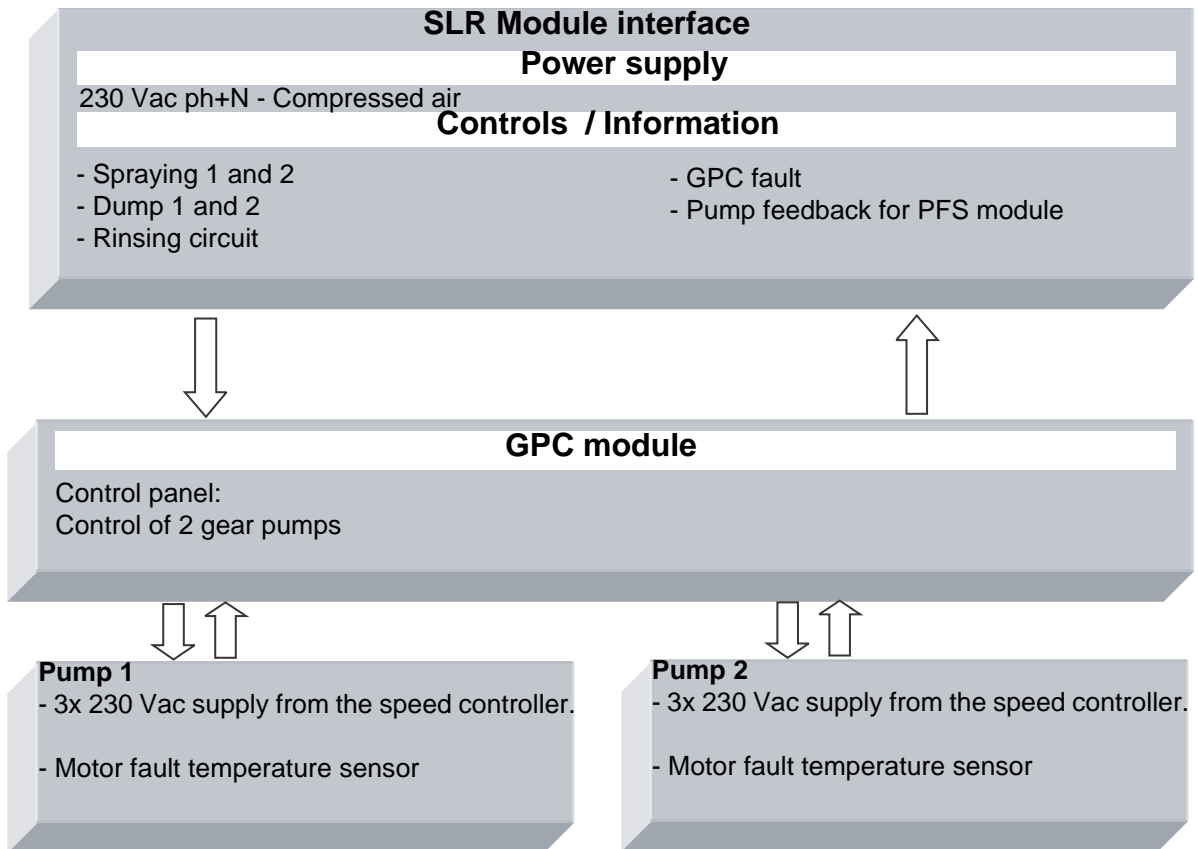 SLR Module interface
Power supply
230 Vac ph+N - Compressed air
Controls / Information
- Spraying 1 and 2
- Dump 1 and 2
- Rinsing circuit
- GPC fault
- Pump feedback for PFS module
GPC module
Control panel:
Control of 2 gear pumps
Pump 1
- 3x 230 Vac supply from the speed controller.
- Motor fault temperature sensor
Pump 2
- 3x 230 Vac supply from the speed controller.
- Motor fault temperature sensor